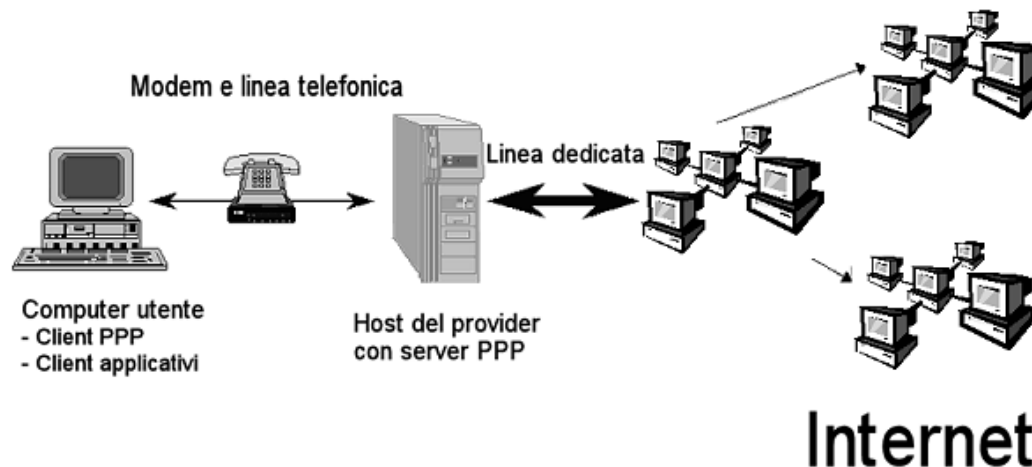 Modem e linea telefonica
Linea dedicata
Computer utente
- Client PPP
- Client applicativi
Host del provider
con server PPP
Internet